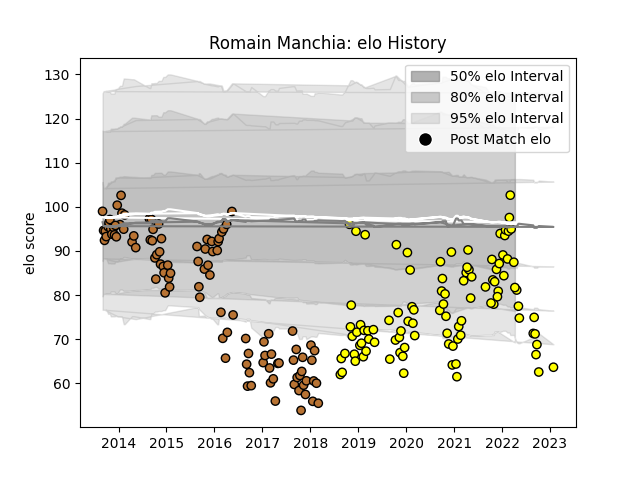 Romain Manchia: elo History
50% elo Interval
80% elo Interval
95% elo Interval
Post Match elo
elo score
130
120
110
100
90
80
70
60
2014 2015 2016 2017 2018 2019 2020 2021 2022 2023